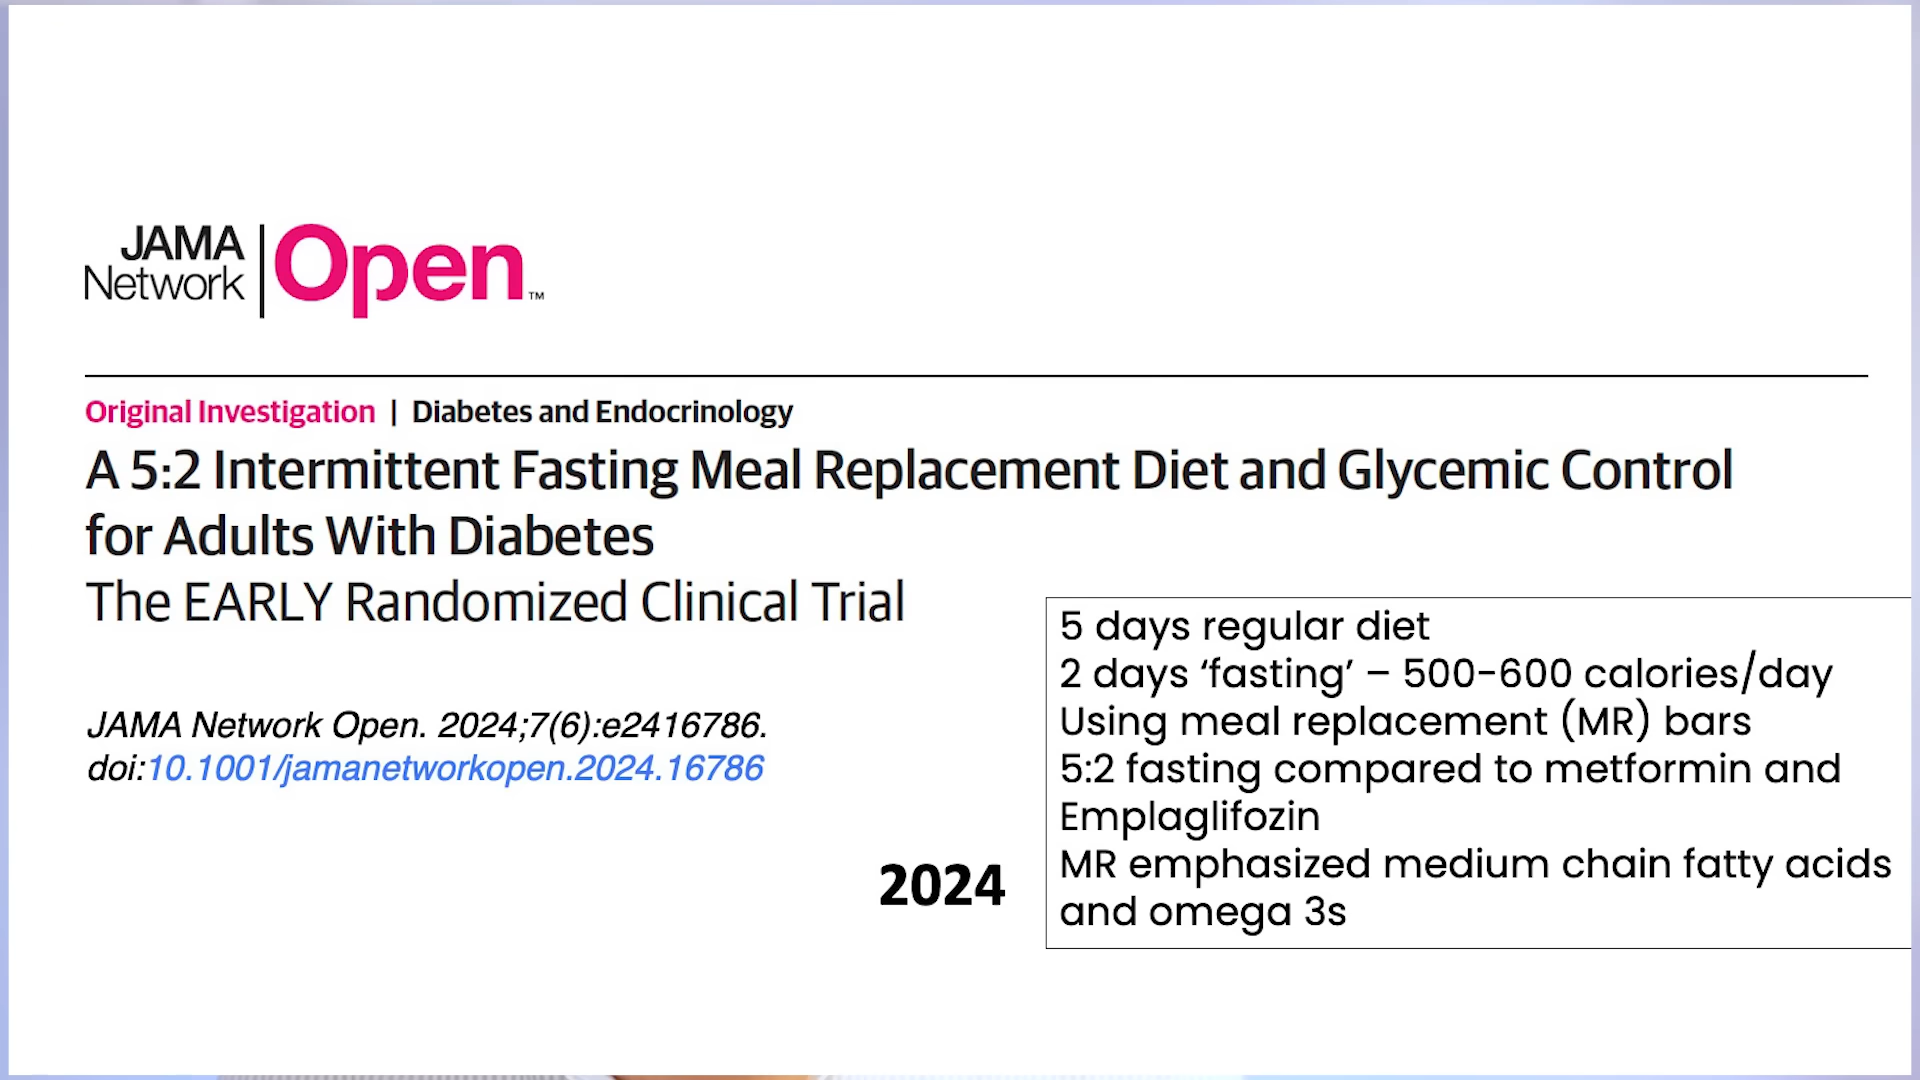 JAMA
Network
Open™
Original Investigation | Diabetes and Endocrinology
A 5:2 Intermittent Fasting Meal Replacement Diet and Glycemic Control
for Adults With Diabetes
The EARLY Randomized Clinical Trial
JAMA Network Open. 2024;7(6):e2416786.
doi:10.1001/jamanetworkopen.2024.16786
2024
5 days regular diet
2 days ‘fasting’ – 500-600 calories/day
Using meal replacement (MR) bars
5:2 fasting compared to metformin and
Emplaglifozin
MR emphasized medium chain fatty acids
and omega 3s